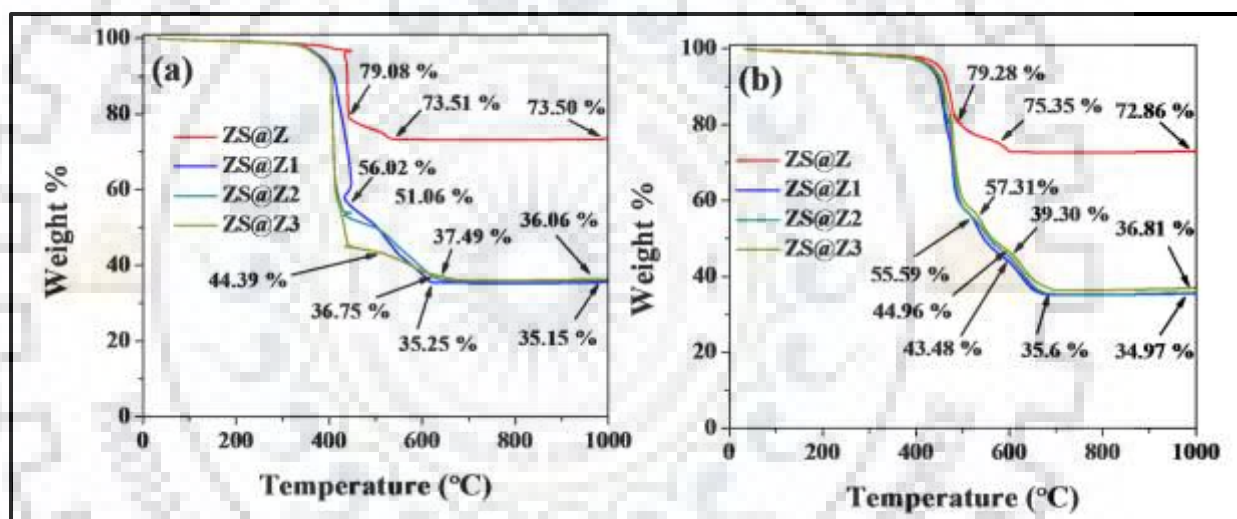 (a)
100
80
60
40
20
0
Weight %
ZS@Z
ZS@Z1
ZS@Z2
ZS@Z3
79.08 %
73.51 %
73.50 %
56.02 %
51.06 %
36.06 %
37.49 %
44.39 %
36.75 %
35.25 %
35.15 %
0 200 400 600 800 1000
Temperature (°C)
(b)
100
80
60
40
20
0
Weight %
ZS@Z
ZS@Z1
ZS@Z2
ZS@Z3
79.28 %
75.35 %
72.86 %
57.31%
39.30 %
36.81 %
55.59 %
44.96 %
43.48 %
35.6 %
34.97 %
0 200 400 600 800 1000
Temperature (°C)